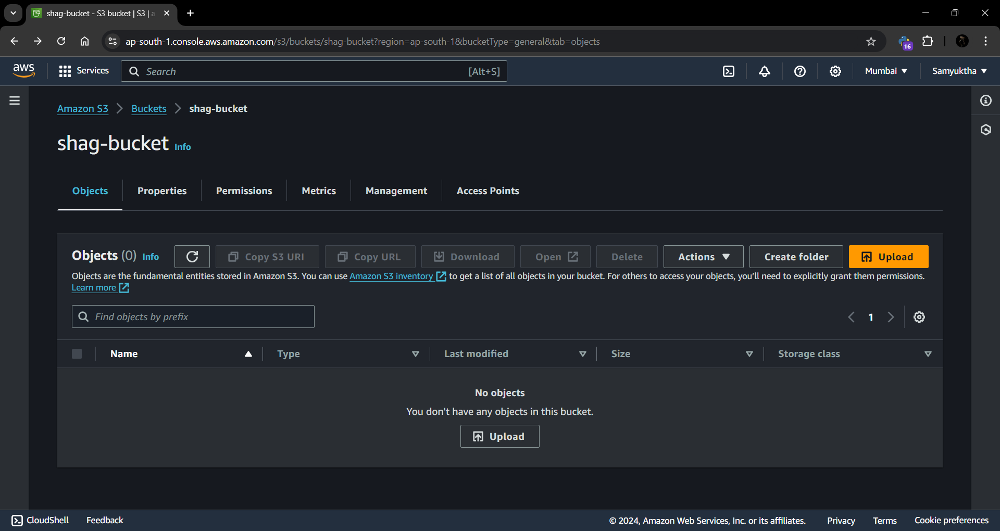 shag-bucket - S3 bucket | S3 | a
ap-south-1.console.aws.amazon.com/s3/buckets/shag-bucket?region=ap-south-1&bucketType=general&tab=objects
16
aws
Services
Search
[Alt+S]
Mumbai
Samyuktha
Amazon S3
Buckets
shag-bucket
shag-bucket Info
Objects
Properties
Permissions
Metrics
Management
Access Points
Objects (0) Info
Copy S3 URI
Copy URL
Download
Open
Delete
Actions
Create folder
Upload
Objects are the fundamental entities stored in Amazon S3. You can use Amazon S3 inventory to get a list of all objects in your bucket. For others to access your objects, you’ll need to explicitly grant them permissions.
Learn more
Find objects by prefix
1
Name
Type
Last modified
Size
Storage class
No objects
You don't have any objects in this bucket.
Upload
CloudShell
Feedback
© 2024, Amazon Web Services, Inc. or its affiliates.
Privacy
Terms
Cookie preferences